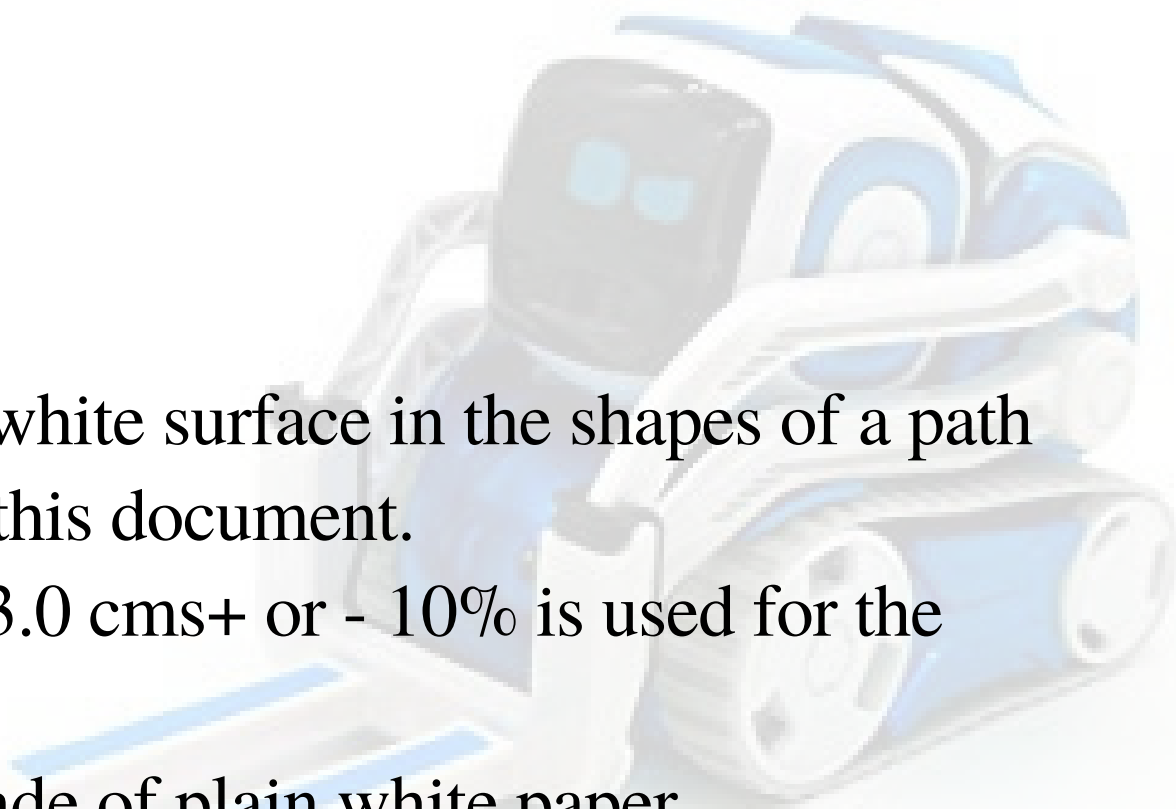 white surface in the shapes of a path
this document.
3.0 cms+ or - 10% is used for the
of plain white paper